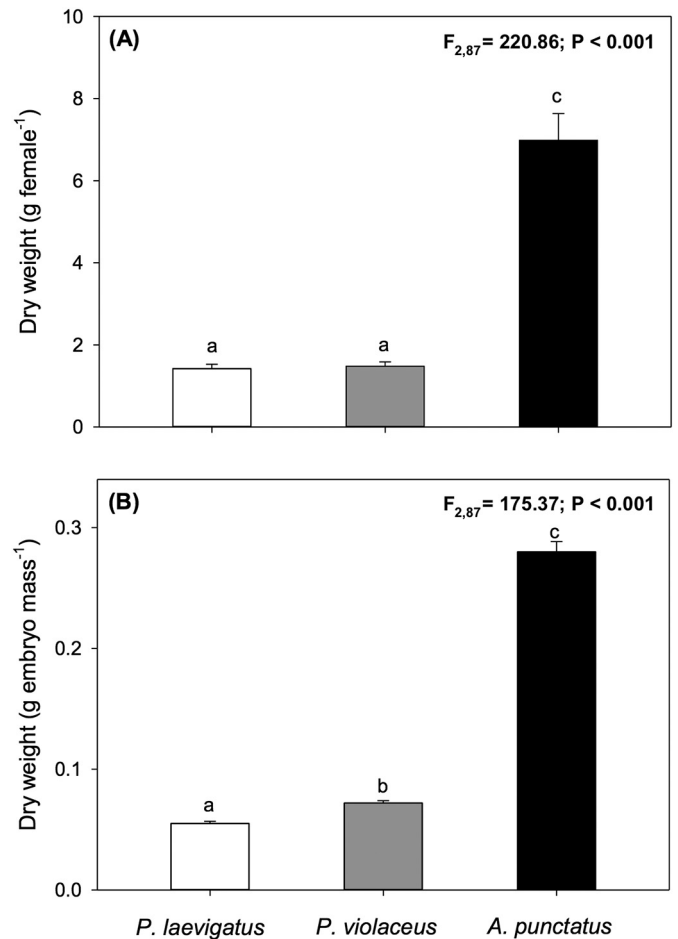 (A)
F2,87 = 220.86; P < 0.001
Dry weight (g female-1)
10
8
6
4
2
0
a
a
c
(B)
F2,87 = 175.37; P < 0.001
Dry weight (g embryo mass-1)
0.3
0.2
0.1
0.0
a
b
c
P. laevigatus P. violaceus A. punctatus